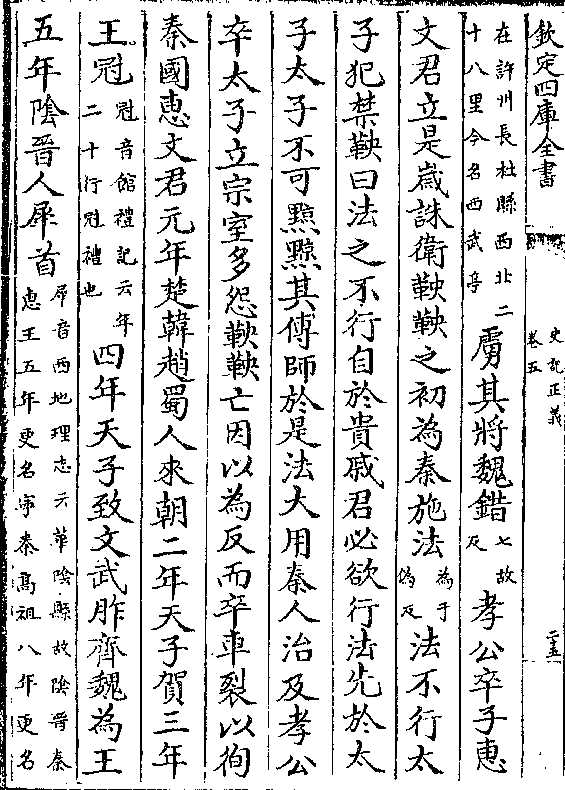 欽定四庫全書
史記正義
卷五
在許州長社縣西北二
十八里今名西武亭
虜其將魏錯
七故
反
孝公卒子惠
文君立是歲誅衛鞅鞅之初為秦施法
為于
偽反
法不行太
子犯禁鞅曰法之不行自於貴戚君必欲行法先於太
子太子不可黥黥其傅師於是法大用秦人治及孝公
卒太子立宗室多怨鞅鞅亡因以為反而卒車裂以徇
秦國惠文君元年楚韓趙蜀人來朝二年天子賀三年
王冠
冠音館禮記云年
二十行冠禮也
四年天子致文武胙齊魏為王
五年陰晉人犀首
犀音西地理志云華陰縣故陰晉秦
惠王五年更名寧秦高祖八年更名